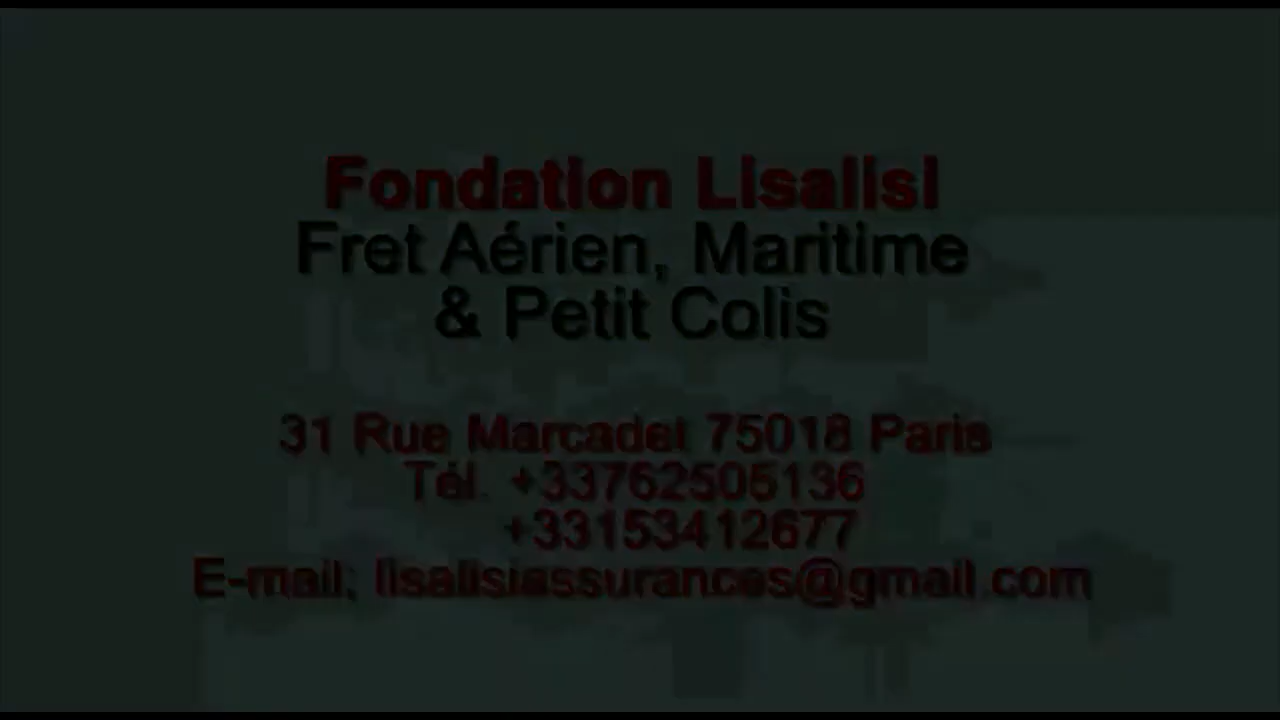 Fondation Lisalisi
Fret Aérien, Maritime
& Petit Colis
31 Rue Marcadet 75018 Paris
Tél. +33762505136
+33153412677
E-mail; lisalisiassurances@gmail.com